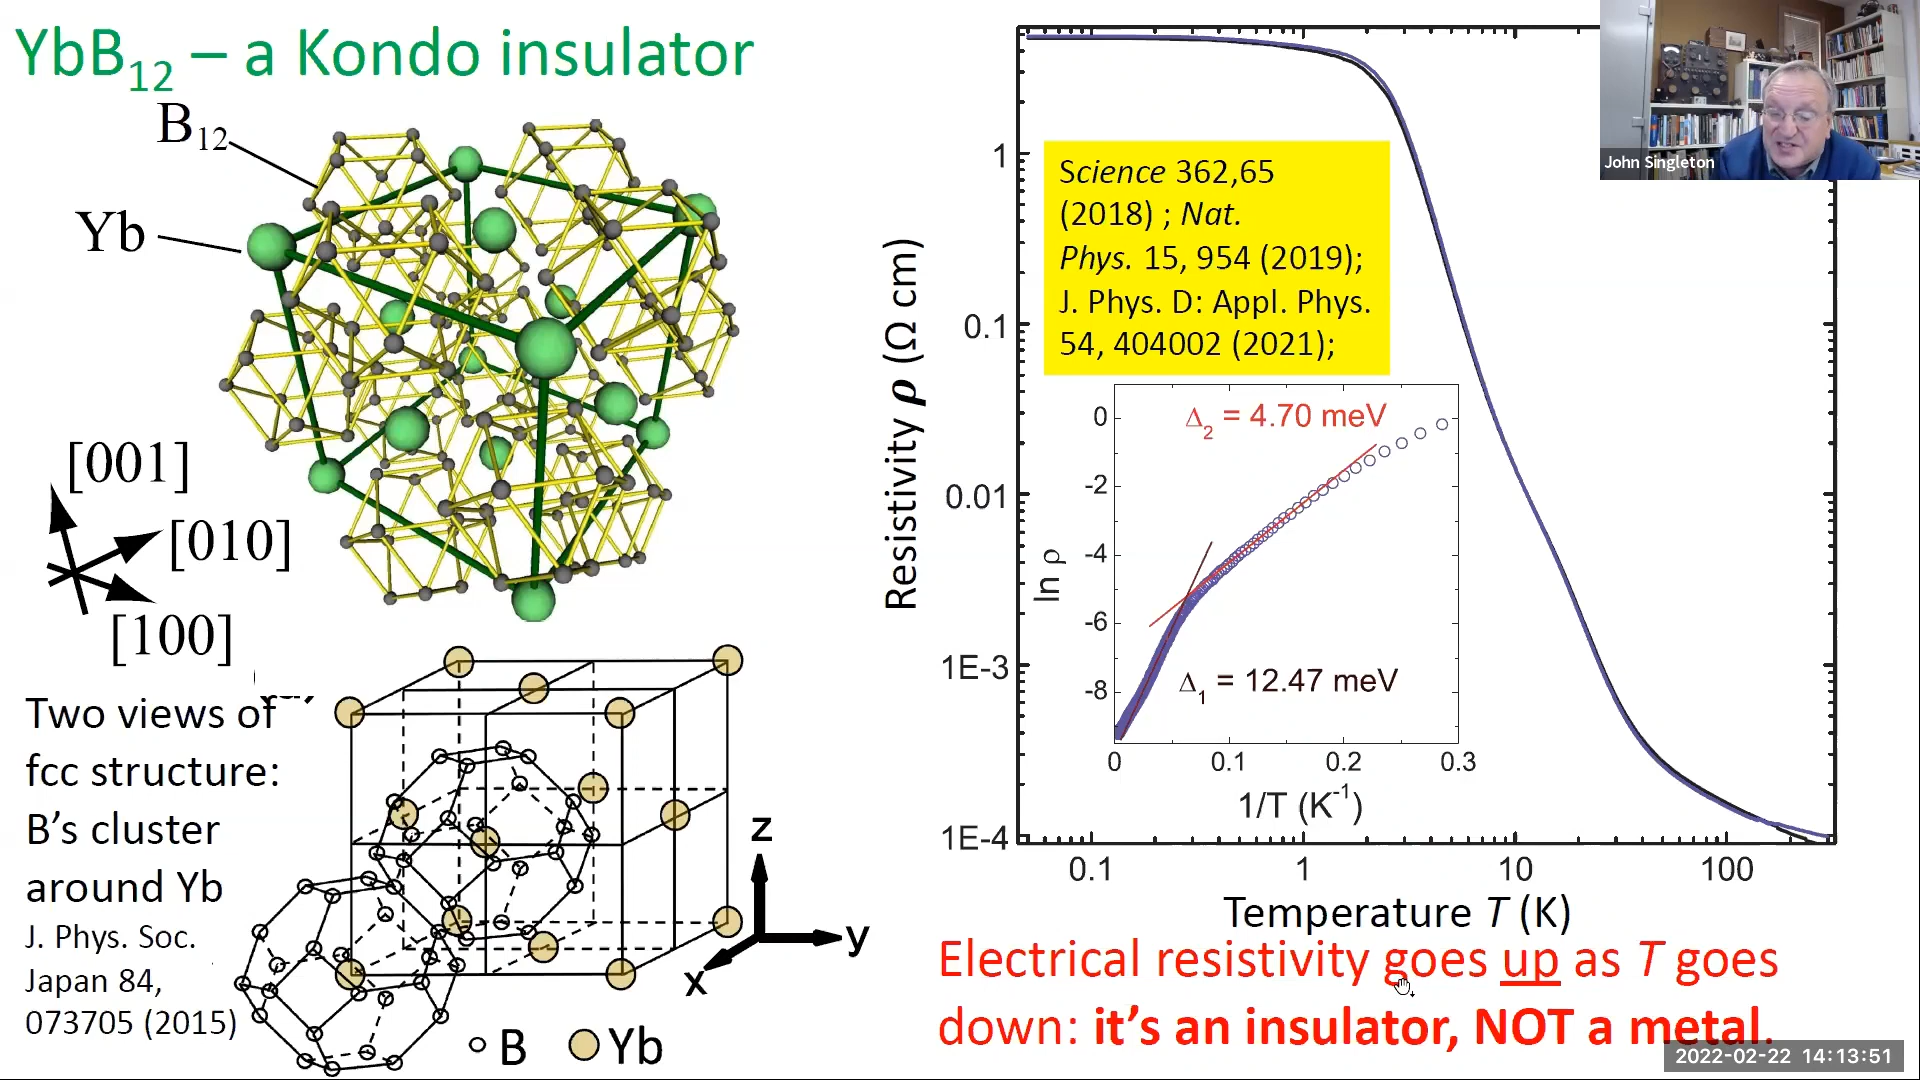 YbB12 – a Kondo insulator
B12
Yb
[001]
[010]
[100]
Two views of
fcc structure:
B’s cluster
around Yb
J. Phys. Soc.
Japan 84,
073705 (2015)
z
y
x
B
Yb
Resistivity ρ (Ω cm)
1
0.1
0.01
1E-3
1E-4
0.1
1
10
100
Temperature T (K)
Science 362,65
(2018) ; Nat.
Phys. 15, 954 (2019);
J. Phys. D: Appl. Phys.
54, 404002 (2021);
Δ2 = 4.70 meV
Δ1 = 12.47 meV
ln ρ
0
-2
-4
-6
-8
0
0.1
0.2
0.3
1/T (K-1)
Electrical resistivity goes up as T goes
down: it’s an insulator, NOT a metal.
John Singleton
2022-02-22 14:13:51